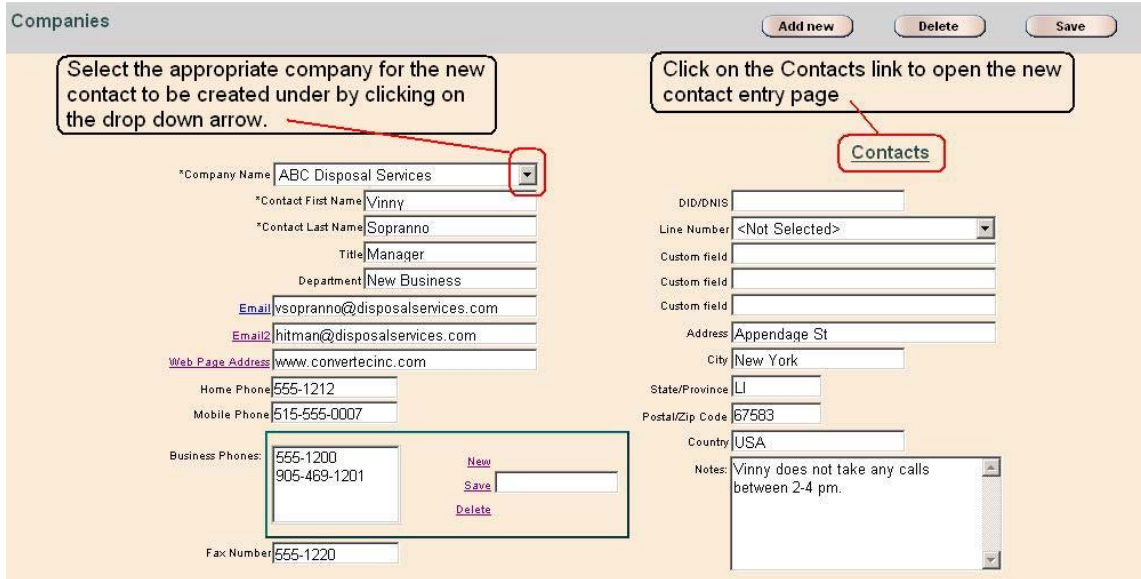 Companies
Add new
Delete
Save
Select the appropriate company for the new
contact to be created under by clicking on
the drop down arrow.
Click on the Contacts link to open the new
contact entry page
Contacts
*Company Name ABC Disposal Services
*Contact First Name Vinny
*Contact Last Name Sopranno
Title Manager
Department New Business
Email vsopranno@disposalservices.com
Email2 hitman@disposalservices.com
Web Page Address www.convertecinc.com
Home Phone 555-1212
Mobile Phone 515-555-0007
Business Phones: 555-1200
905-469-1201
New
Save
Delete
Fax Number 555-1220
DID/DNIS
Line Number <Not Selected>
Custom field
Custom field
Custom field
Address Appendage St
City New York
State/Province LI
Postal/Zip Code 67583
Country USA
Notes: Vinny does not take any calls
between 2-4 pm.